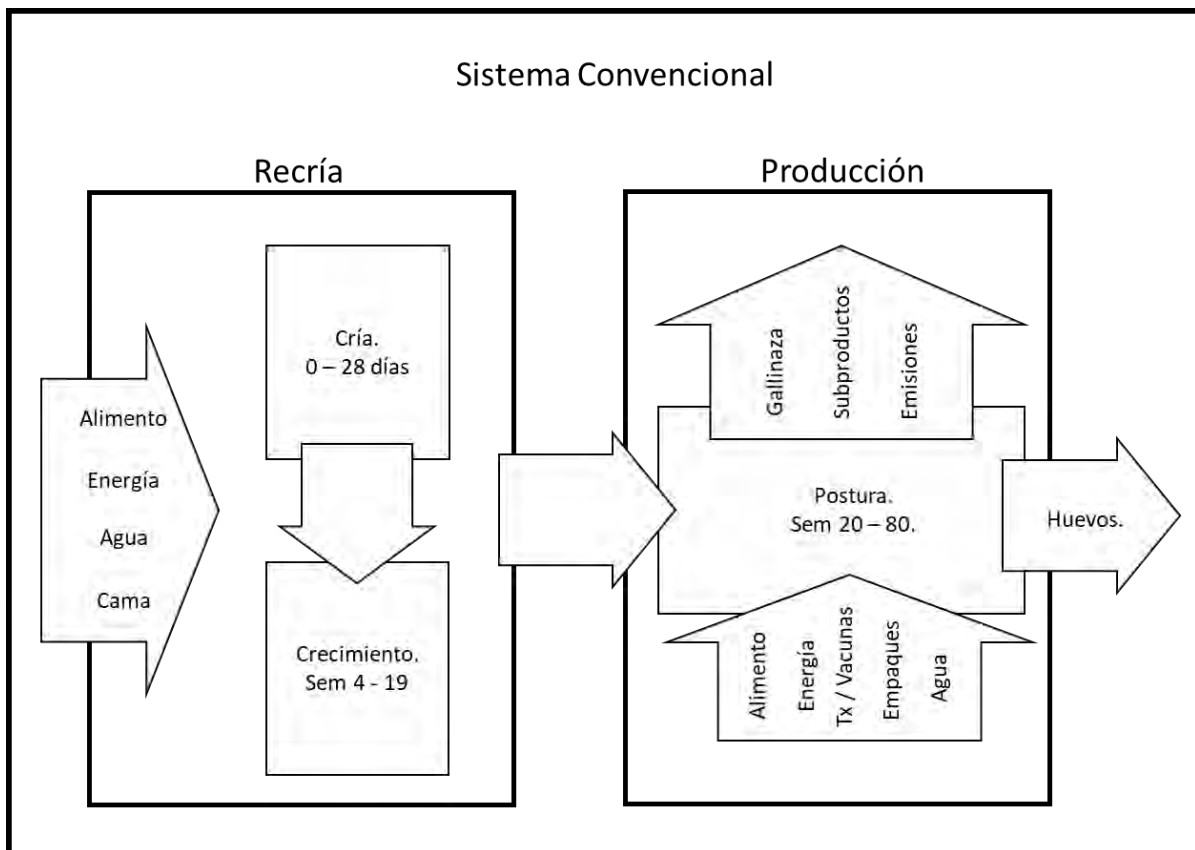 Sistema Convencional
Recría
Producción
Alimento
Energía
Agua
Cama
Cría.
0 – 28 días
Crecimiento.
Sem 4 - 19
Gallinaza
Subproductos
Emisiones
Postura.
Sem 20 – 80.
Alimento
Energía
Tx / Vacunas
Empaques
Agua
Huevos.